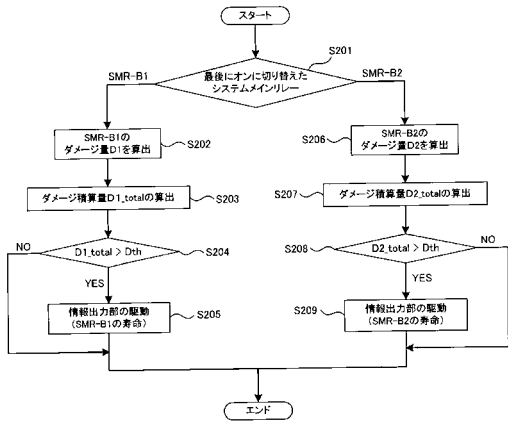 スタート
S201
最後にオンに切り替えた
システムメインリレー
SMR-B1
SMR-B2
SMR-B1の
ダメージ量D1を算出
S202
ダメージ積算量D1_totalの算出
S203
D1_total > Dth
S204
NO
YES
情報出力部の駆動
(SMR-B1の寿命)
S205
SMR-B2の
ダメージ量D2を算出
S206
ダメージ積算量D2_totalの算出
S207
D2_total > Dth
S208
NO
YES
情報出力部の駆動
(SMR-B2の寿命)
S209
エンド